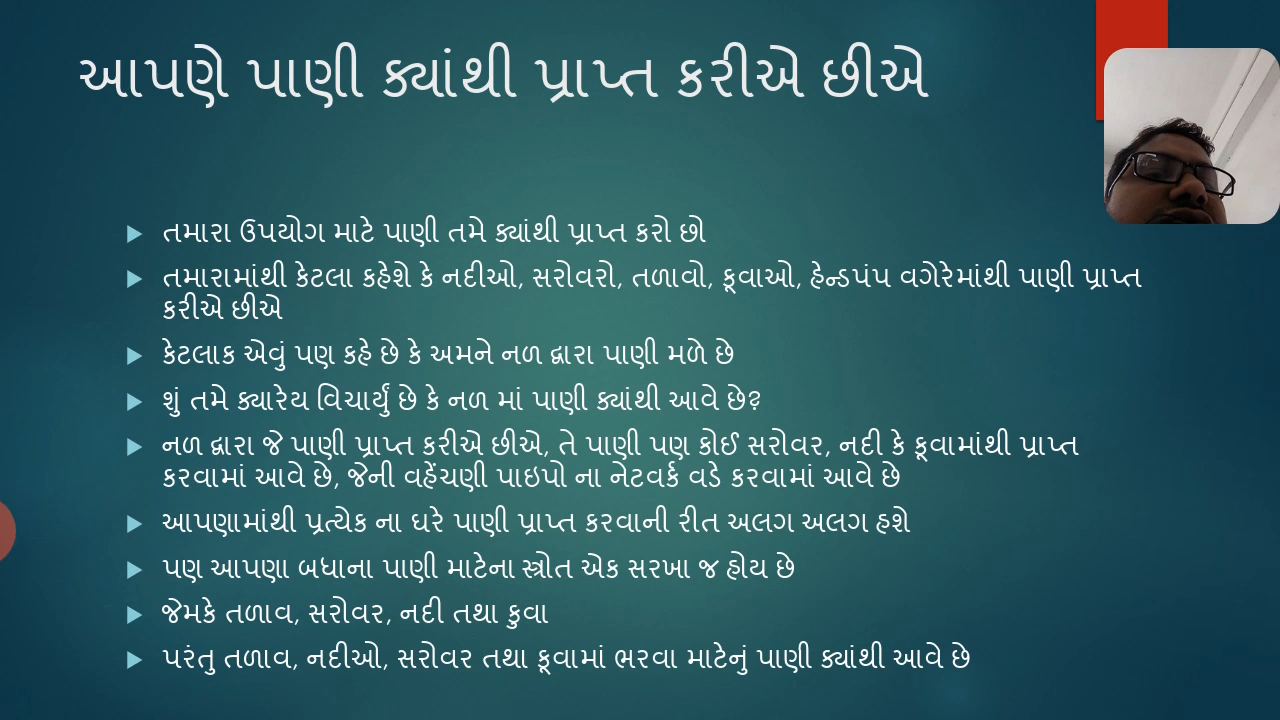 આપણે પાણી ક્યાંથી પ્રાપ્ત કરીએ છીએ
તમારા ઉપયોગ માટે પાણી તમે ક્યાંથી પ્રાપ્ત કરો છો
તમારામાંથી કેટલા કહેશે કે નદીઓ, સરોવરો, તળાવો, કૂવાઓ, હેન્ડપંપ વગેરેમાંથી પાણી પ્રાપ્ત
કરીએ છીએ
કેટલાક એવું પણ કહે છે કે અમને નળ દ્વારા પાણી મળે છે
શું તમે ક્યારેય વિચાર્યું છે કે નળ માં પાણી ક્યાંથી આવે છે?
નળ દ્વારા જે પાણી પ્રાપ્ત કરીએ છીએ, તે પાણી પણ કોઈ સરોવર, નદી કે કૂવામાંથી પ્રાપ્ત
કરવામાં આવે છે, જેની વહેંચણી પાઇપો ના નેટવર્ક વડે કરવામાં આવે છે
આપણામાંથી પ્રત્યેક ના ઘરે પાણી પ્રાપ્ત કરવાની રીત અલગ અલગ હશે
પણ આપણા બધાના પાણી માટેના સ્ત્રોત એક સરખા જ હોય છે
જેમકે તળાવ, સરોવર, નદી તથા કુવા
પરંતુ તળાવ, નદીઓ, સરોવર તથા કૂવામાં ભરવા માટેનું પાણી ક્યાંથી આવે છે